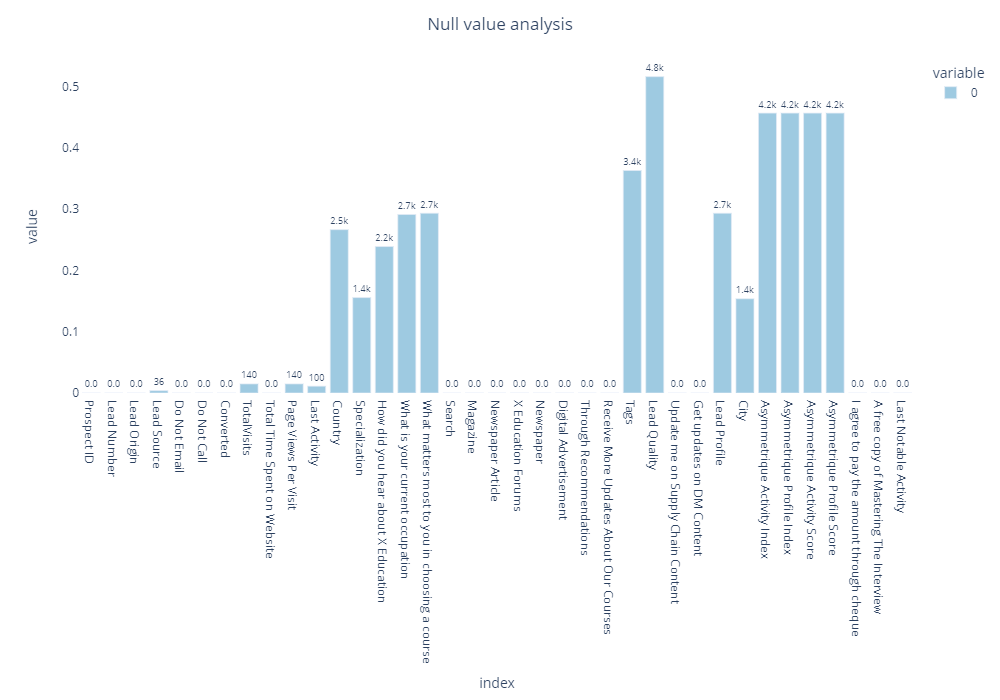 Null value analysis
variable
0
value
0.5
0.4
0.3
0.2
0.1
0
0.0
0.0
0.0
36
0.0
0.0
0.0
140
0.0
140
100
2.5k
1.4k
2.2k
2.7k
2.7k
0.0
0.0
0.0
0.0
0.0
0.0
0.0
0.0
3.4k
4.8k
0.0
0.0
2.7k
1.4k
4.2k
4.2k
4.2k
4.2k
0.0
0.0
0.0
Prospect ID
Lead Number
Lead Origin
Lead Source
Do Not Email
Do Not Call
Converted
TotalVisits
Total Time Spent on Website
Page Views Per Visit
Last Activity
Country
Specialization
How did you hear about X Education
What is your current occupation
What matters most to you in choosing a course
Search
Magazine
Newspaper Article
X Education Forums
Newspaper
Digital Advertisement
Through Recommendations
Receive More Updates About Our Courses
Tags
Lead Quality
Update me on Supply Chain Content
Get updates on DM Content
Lead Profile
City
Asymmetrique Activity Index
Asymmetrique Profile Index
Asymmetrique Activity Score
Asymmetrique Profile Score
I agree to pay the amount through cheque
A free copy of Mastering The Interview
Last Notable Activity
index